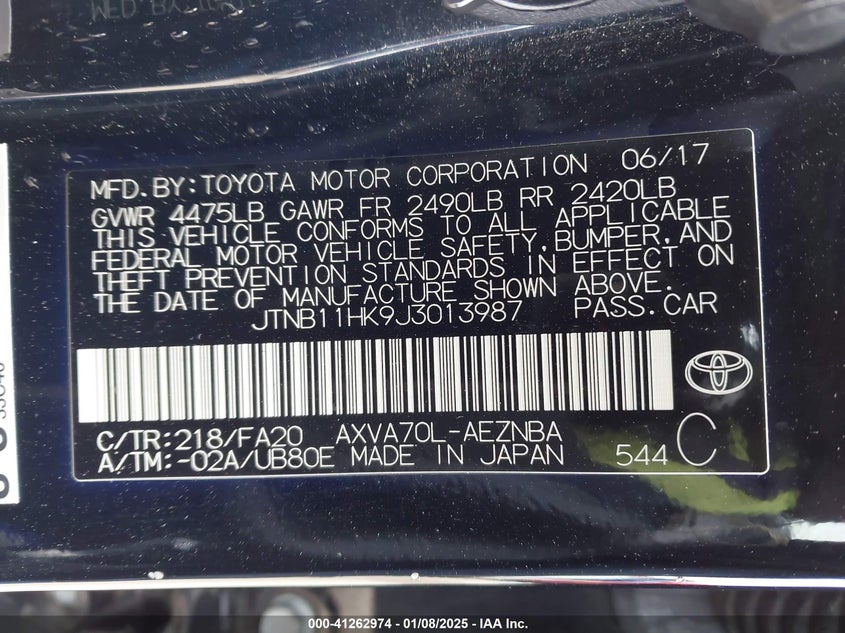 MFD.BY:TOYOTA MOTOR CORPORATION 06/17
GVWR 4475LB GAWR FR 2490LB RR 2420LB
THIS VEHICLE CONFORMS TO ALL APPLICABLE
FEDERAL MOTOR VEHICLE SAFETY,BUMPER,AND
THEFT PREVENTION STANDARDS IN EFFECT ON
THE DATE OF MANUFACTURE SHOWN ABOVE.
JTNB11HK9J3013987 PASS.CAR
C/TR:218/FA20 AXVA70L-AEZNBA
A/TM:-02A/UB80E MADE IN JAPAN 544 C
000-41262974 - 01/08/2025 - IAA Inc.